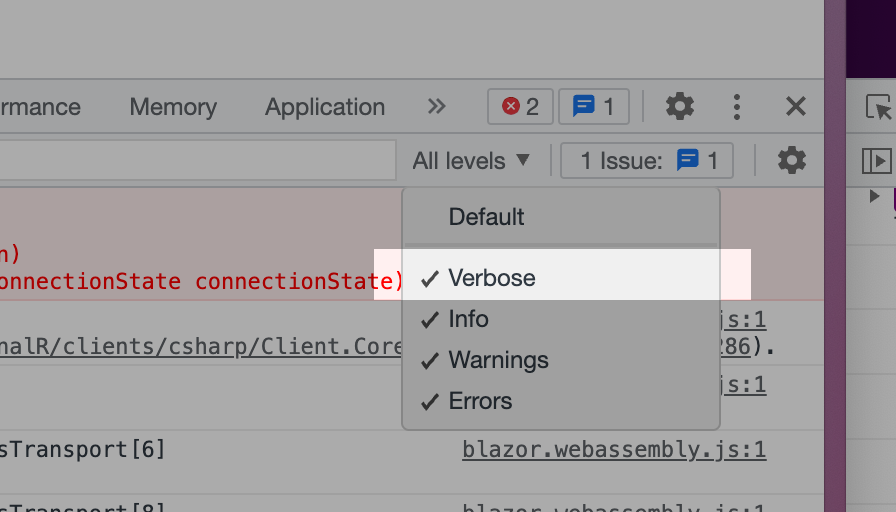 rmance Memory Application 2 1
All levels 1 Issue: 1
Default
n)
onnectionState connectionState)
Verbose
Info
js:1
nalR/clients/csharp/Client.Core
286).
Warnings
js:1
Errors
sTransport[6] blazor.webassembly.js:1
sTransport[8] blazor.webassembly.js:1